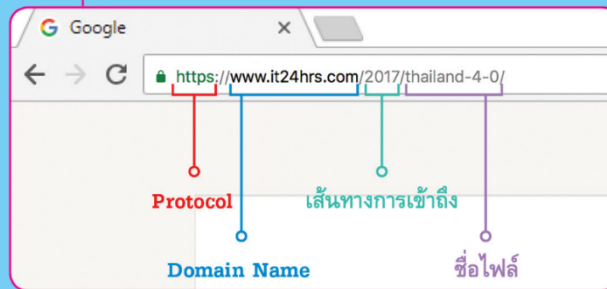 Google
https://www.it24hrs.com/2017/thailand-4-0/
Protocol
เส้นทางการเข้าถึง
Domain Name
ชื่อไฟล์